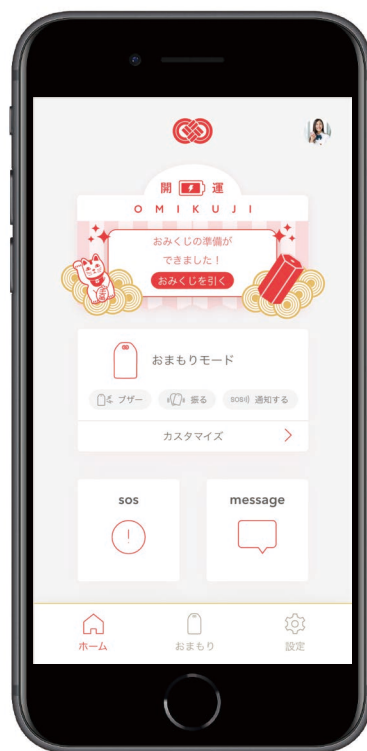 開 運
OMIKUJI
おみくじの準備が
できました！
おみくじを引く
おまもりモード
ブザー 振る SOS 通知する
カスタマイズ
sos
!
message
ホーム おまもり 設定